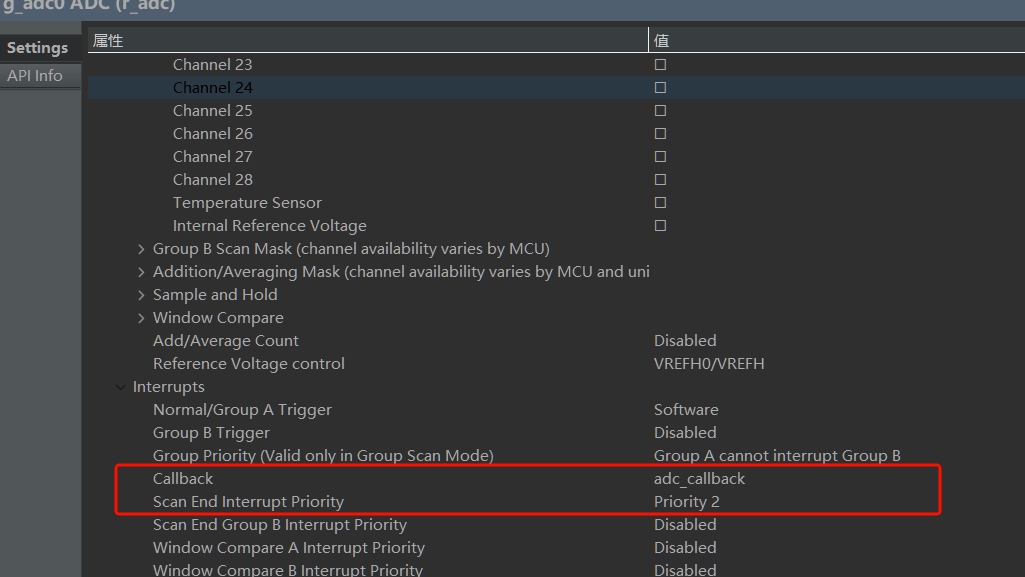 g_adc0 ADC (r_adc)
Settings
API Info
属性 值
Channel 23
Channel 24
Channel 25
Channel 26
Channel 27
Channel 28
Temperature Sensor
Internal Reference Voltage
Group B Scan Mask (channel availability varies by MCU)
Addition/Averaging Mask (channel availability varies by MCU and uni
Sample and Hold
Window Compare
Add/Average Count Disabled
Reference Voltage control VREFH0/VREFH
Interrupts
Normal/Group A Trigger Software
Group B Trigger Disabled
Group Priority (Valid only in Group Scan Mode) Group A cannot interrupt Group B
Callback adc_callback
Scan End Interrupt Priority Priority 2
Scan End Group B Interrupt Priority Disabled
Window Compare A Interrupt Priority Disabled
Window Compare B Interrupt Priority Disabled